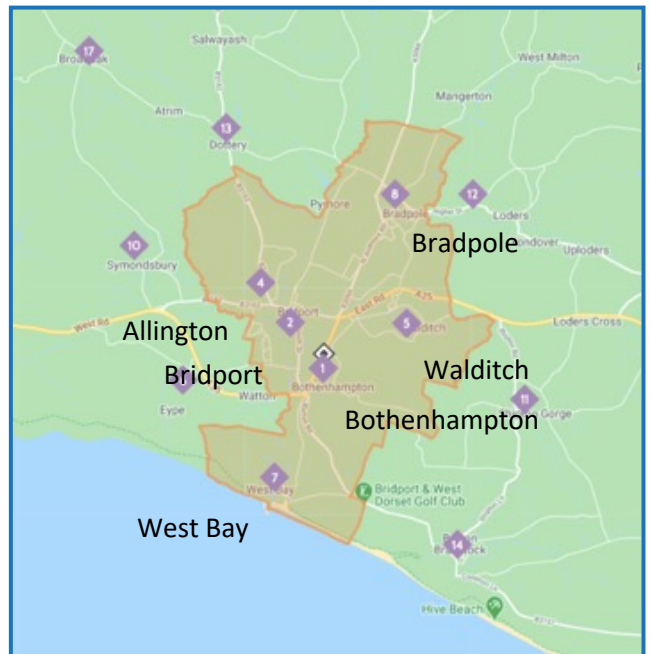 17
Salwayash
West Milton
Atrim
Mangerton
13
Dottery
Pymore
8
12
Bradpole
Loders
10
Bradpole
Uploders
Symondsbury
4
2
East Rd
A35
5
West Rd
Loders Cross
Allington
Walditch
1
Bridport
Bothenhampton
11
Eype
Watton
Bothenhampton
7
West Bay
Bridport & West
Dorset Golf Club
West Bay
14
Hive Beach